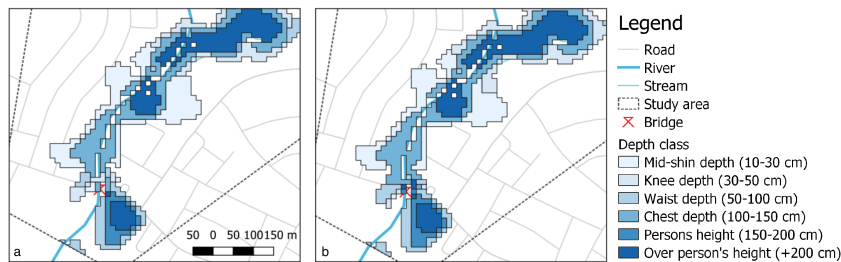 a
50 0 50 100 150 m
b
Legend
Road
River
Stream
Study area
Bridge
Depth class
Mid-shin depth (10-30 cm)
Knee depth (30-50 cm)
Waist depth (50-100 cm)
Chest depth (100-150 cm)
Persons height (150-200 cm)
Over person's height (+200 cm)